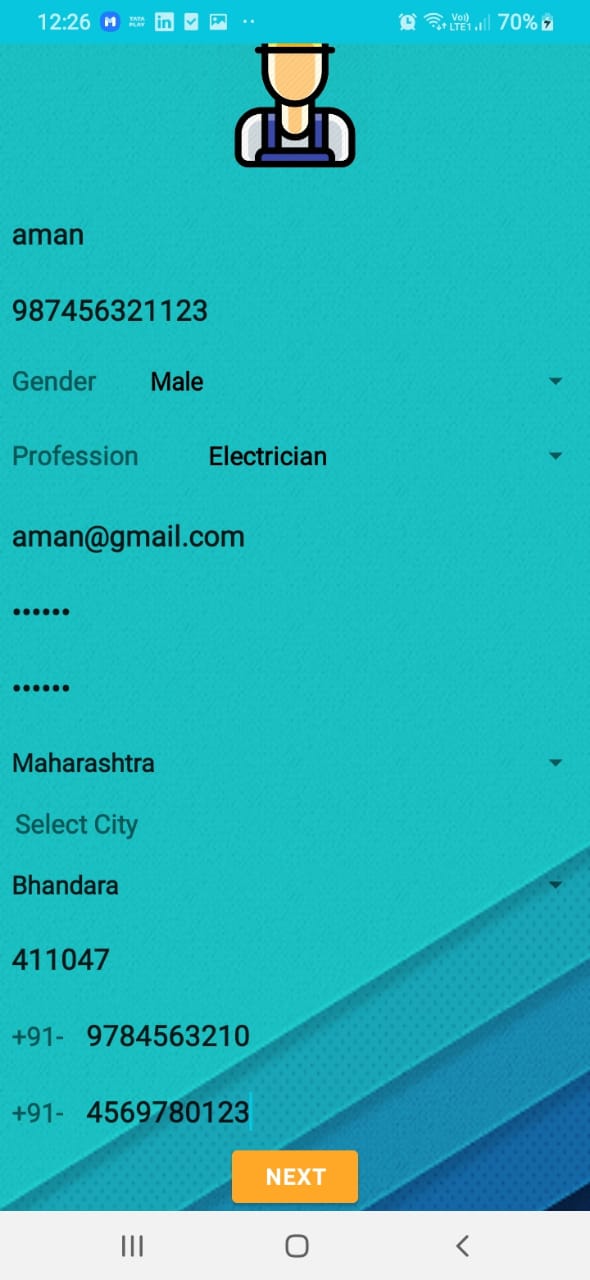 12:26 M TATA PLAY in Vo)) LTE1 70%
aman
987456321123
Gender Male
Profession Electrician
aman@gmail.com
••••••
••••••
Maharashtra
Select City
Bhandara
411047
+91- 9784563210
+91- 4569780123
NEXT